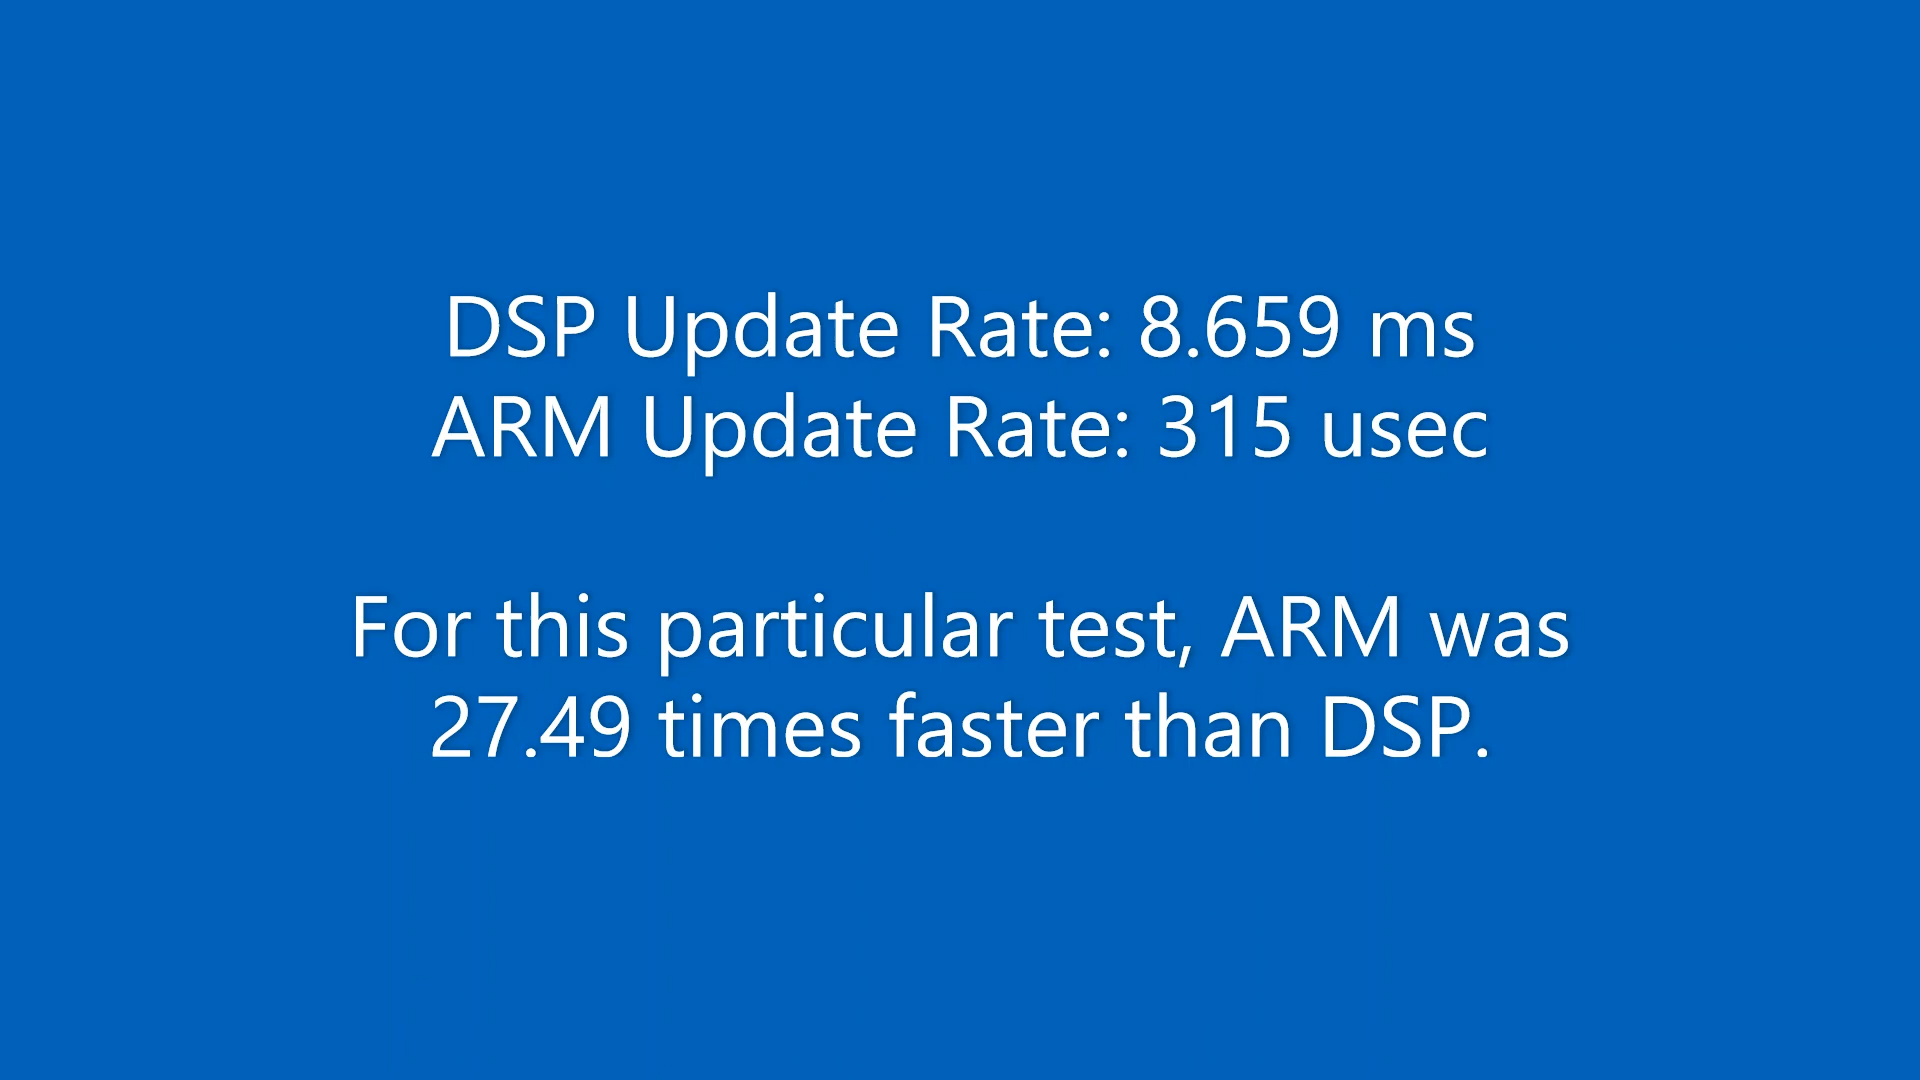 DSP Update Rate: 8.659 ms
ARM Update Rate: 315 usec
For this particular test, ARM was
27.49 times faster than DSP.